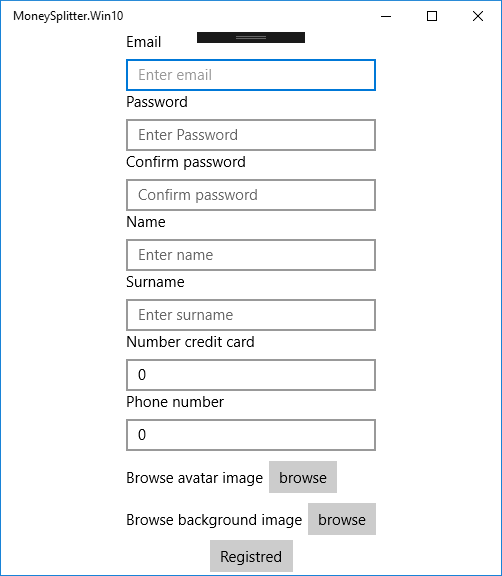 MoneySplitter.Win10
Email
Enter email
Password
Enter Password
Confirm password
Confirm password
Name
Enter name
Surname
Enter surname
Number credit card
0
Phone number
0
Browse avatar image browse
Browse background image browse
Registred